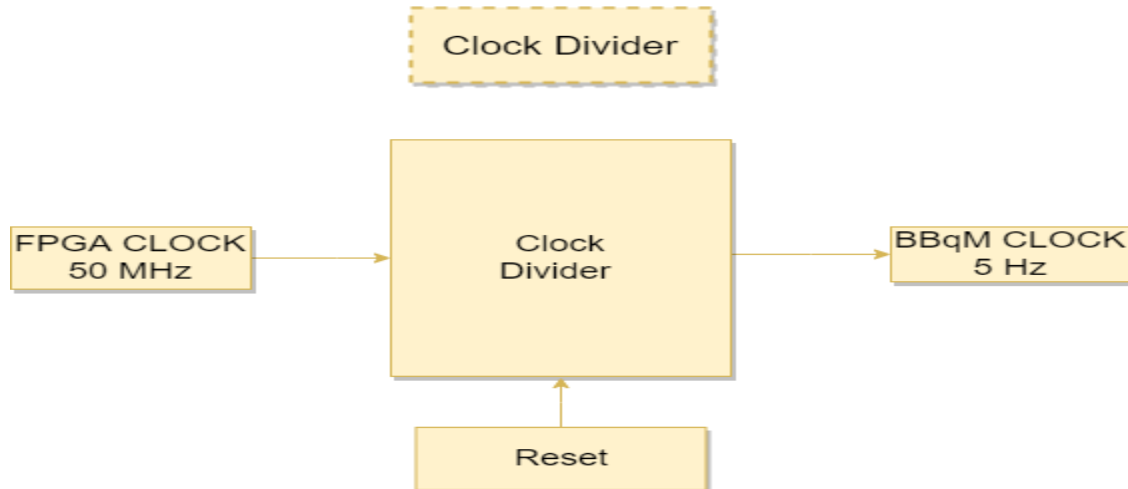 Clock Divider
FPGA CLOCK
50 MHz
Clock
Divider
BBqM CLOCK
5 Hz
Reset